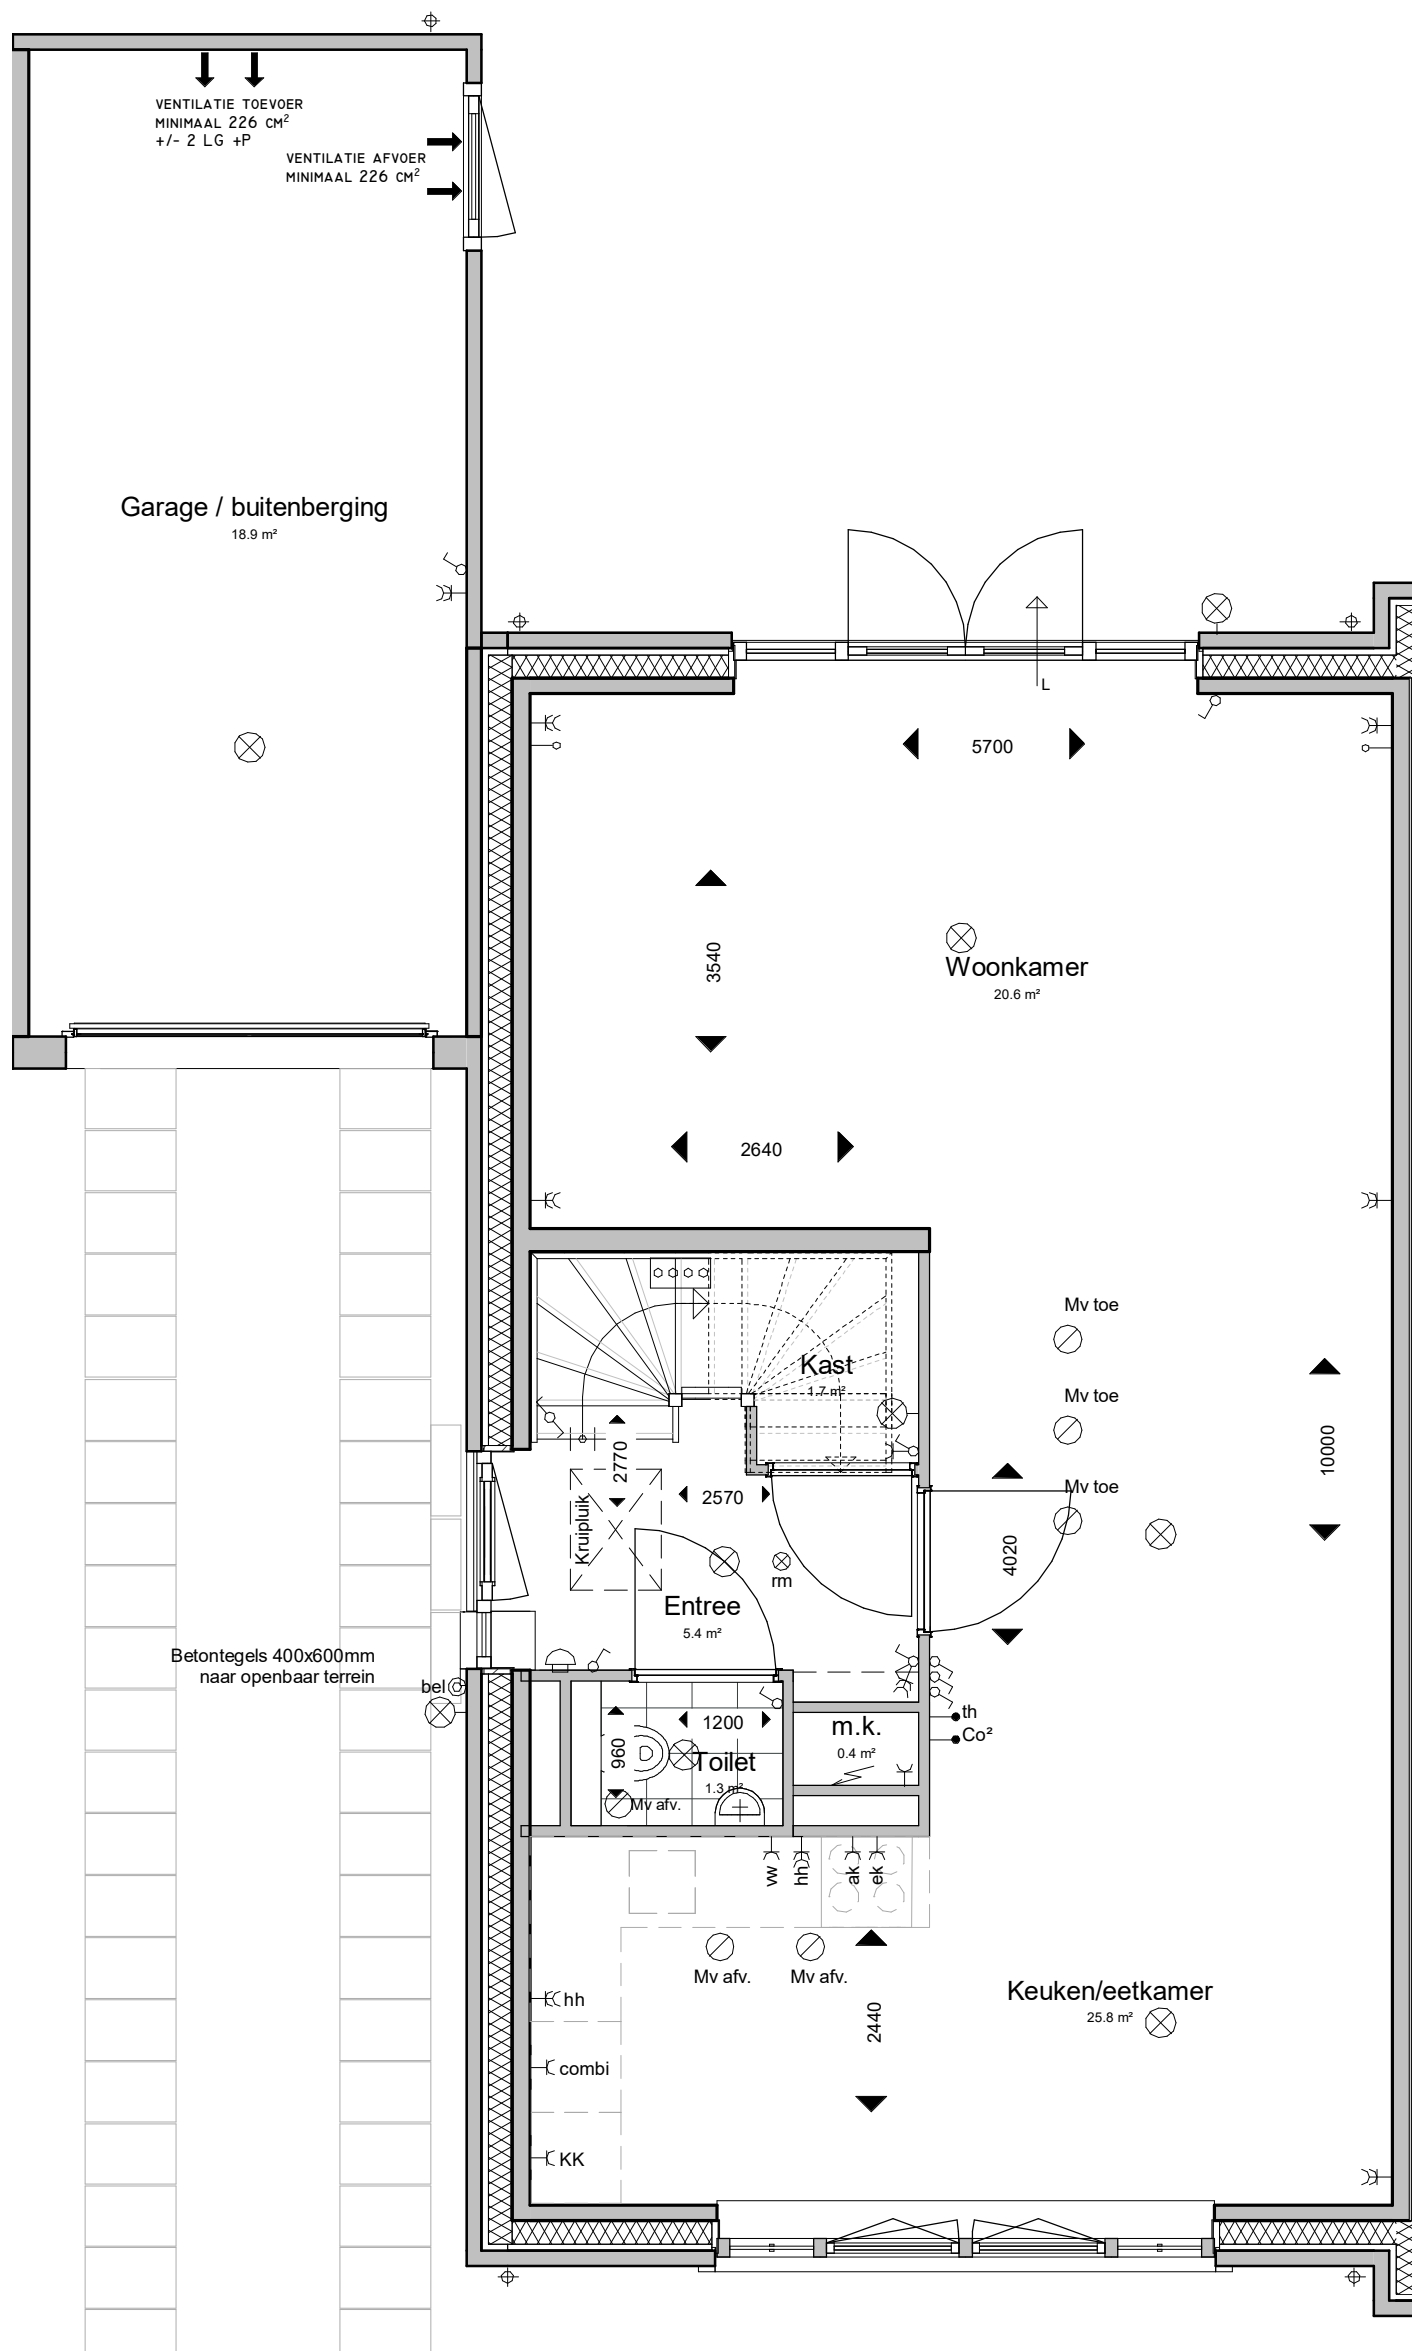 VENTILATIE TOEVOER
MINIMAAL 226 CM²
+/- 2 LG +P
VENTILATIE AFVOER
MINIMAAL 226 CM²
Garage / buitenberging
18.9 m²
L
5700
3540
Woonkamer
20.6 m²
2640
Mv toe
Kast
1.7 m²
Mv toe
10000
2770
2570
Mv toe
Kruipluik
4020
rm
Entree
5.4 m²
Betontegels 400x600mm
naar openbaar terrein
bel
1200
960
Toilet
1.3 m²
Mv afv.
m.k.
0.4 m²
th
Co²
vw
hh
ak
ek
Mv afv.
Mv afv.
2440
Keuken/eetkamer
25.8 m²
hh
combi
KK